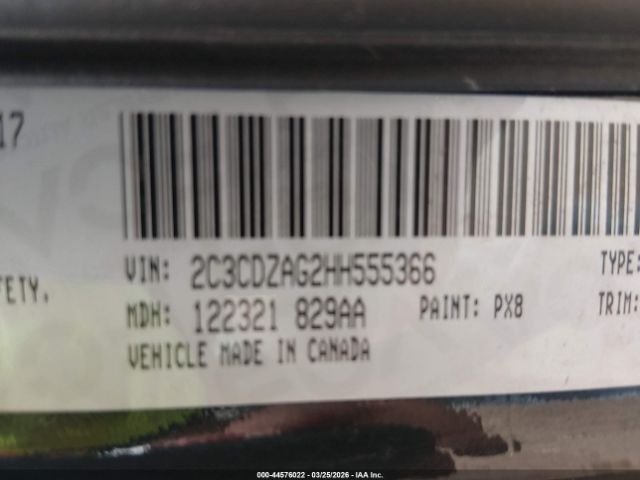 17
FETY.
VIN: 2C3CDZAG2HH555366 TYPE:
MDH: 122321 829AA PAINT: PX8 TRIM:
VEHICLE MADE IN CANADA
000-44576022 - 03/25/2026 - IAA Inc.